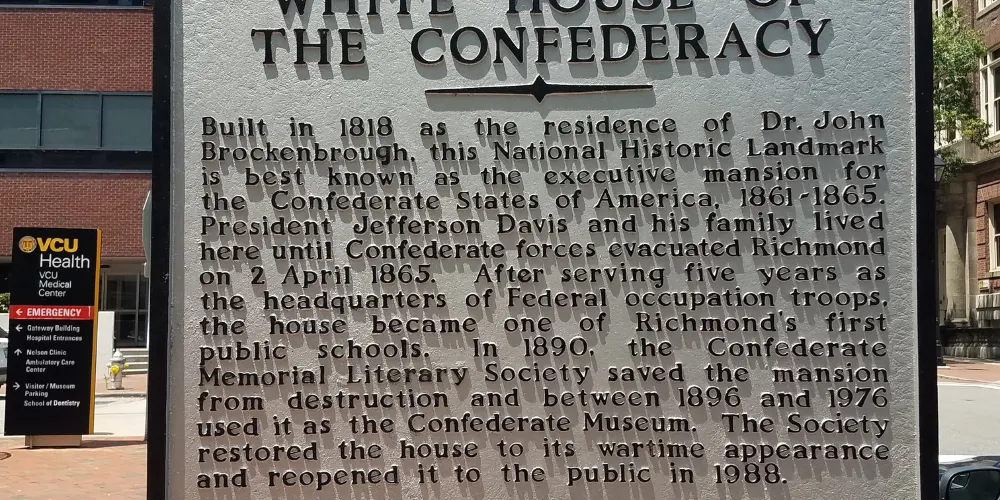 WHITE HOUSE OF
THE CONFEDERACY
Built in 1818 as the residence of Dr. John
Brockenbrough, this National Historic Landmark
is best known as the executive mansion for
the Confederate States of America, 1861-1865.
President Jefferson Davis and his family lived
here until Confederate forces evacuated Richmond
on 2 April 1865. After serving five years as
the headquarters of Federal occupation troops,
the house became one of Richmond's first
public schools. In 1890, the Confederate
Memorial Literary Society saved the mansion
from destruction and between 1896 and 1976
used it as the Confederate Museum. The Society
restored the house to its wartime appearance
and reopened it to the public in 1988.
VCU
Health
VCU
Medical
Center
← EMERGENCY
← Gateway Building
Hospital Entrances
↑ Nelson Clinic
Ambulatory Care
Center
→ Visitor / Museum
Parking
School of Dentistry